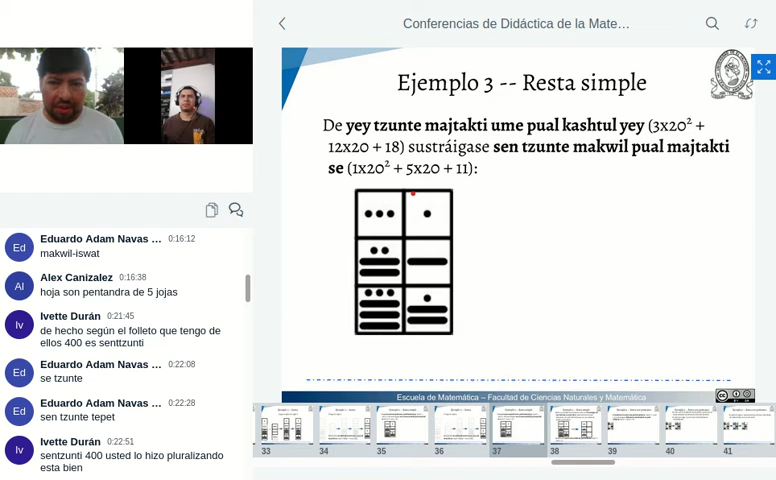 Conferencias de Didáctica de la Mate…
Ejemplo 3 -- Resta simple
De yey tzunte majtakti ume pual kashtul yey (3x20² +
12x20 + 18) sustráigase sen tzunte makwil pual majtakti
se (1x20² + 5x20 + 11):
Escuela de Matemática – Facultad de Ciencias Naturales y Matemática
33 34 35 36 37 38 39 40 41
Ed
Eduardo Adam Navas … 0:16:12
makwil-iswat
Al
Alex Canizalez 0:16:38
hoja son pentandra de 5 jojas
Iv
Ivette Durán 0:21:45
de hecho según el folleto que tengo de
ellos 400 es senttzunti
Ed
Eduardo Adam Navas … 0:22:08
se tzunte
Ed
Eduardo Adam Navas … 0:22:28
sen tzunte tepet
Iv
Ivette Durán 0:22:51
sentzunti 400 usted lo hizo pluralizando
esta bien